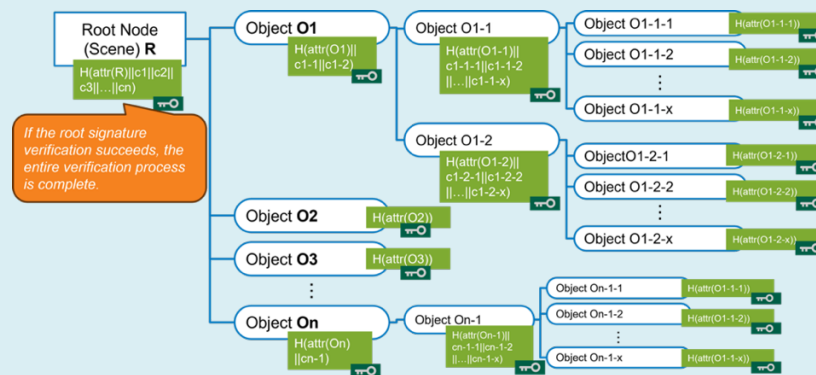 Root Node
(Scene) R
H(attr(R)||c1||c2||
c3||…||cn)
If the root signature
verification succeeds, the
entire verification process
is complete.
Object O1
H(attr(O1)||
c1-1||c1-2)
Object O1-1
H(attr(O1-1)||
c1-1-1||c1-1-2
||…||c1-1-x)
Object O1-1-1
H(attr(O1-1-1))
Object O1-1-2
H(attr(O1-1-2))
⋮
Object O1-1-x
H(attr(O1-1-x))
Object O1-2
H(attr(O1-2)||
c1-2-1||c1-2-2
||…||c1-2-x)
ObjectO1-2-1
H(attr(O1-2-1))
Object O1-2-2
H(attr(O1-2-2))
⋮
Object O1-2-x
H(attr(O1-2-x))
Object O2
H(attr(O2))
Object O3
H(attr(O3))
⋮
Object On
H(attr(On)
||cn-1)
Object On-1
H(attr(On-1)||
cn-1-1||cn-1-2
||…||cn-1-x)
Object On-1-1
H(attr(O1-1-1))
Object On-1-2
H(attr(O1-1-2))
⋮
Object On-1-x
H(attr(O1-1-x))